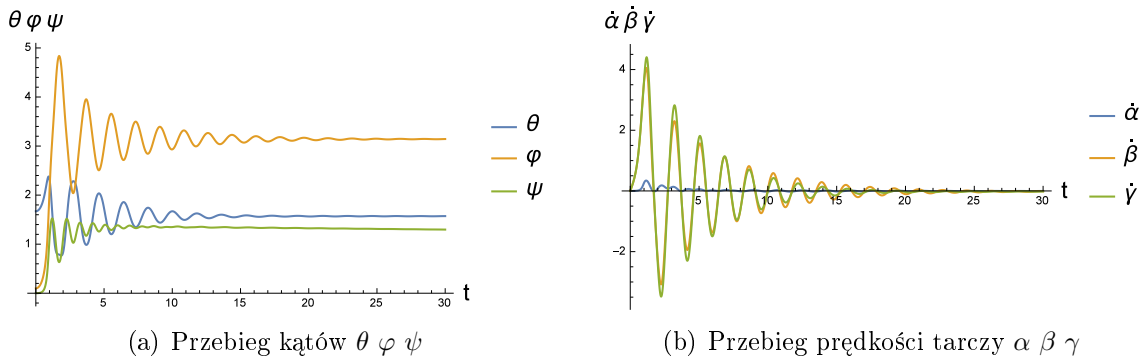 θ φ ψ
5
4
3
2
1
5 10 15 20 25 30
t
θ
φ
ψ
(a) Przebieg kątów θ φ ψ
α̇ β̇ γ̇
4
2
-2
5 10 15 20 25 30
t
α̇
β̇
γ̇
(b) Przebieg prędkości tarczy α β γ